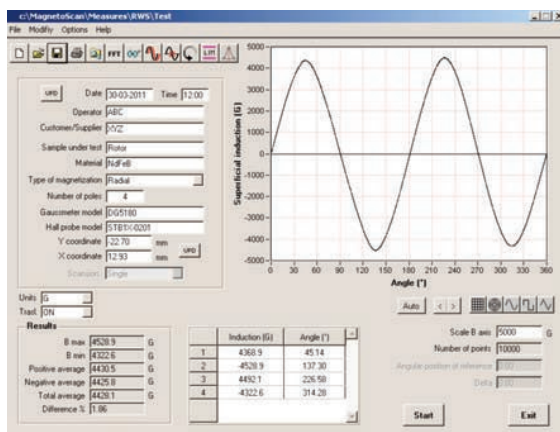 c:\MagnetoScan\Measures\RWS\Test
File Modifiy Options Help
FFT LIM
UPD Date 30-03-2011 Time 12:00
Operator ABC
Customer/Supplier XYZ
Sample under test Rotor
Material NdFeB
Type of magnetization Radial
Number of poles 4
Gaussmeter model DG5180
Hall probe model STB1X-0201
Y coordinate -22.70 mm
X coordinate 12.93 mm UPD
Scansion Single
Superficial induction (G)
5000
4000
3000
2000
1000
0
-1000
-2000
-3000
-4000
-5000
0 30 60 90 120 150 180 210 240 270 300 330 360
Angle (°)
Units G
Trasl. ON
Auto < >
Results
B max 4528.9 G
B min 4322.6 G
Positive average 4430.5 G
Negative average 4425.8 G
Total average 4428.1 G
Difference % 1.86
Induction (G) Angle (°)
1 4368.9 45.14
2 -4528.9 137.30
3 4492.1 226.58
4 -4322.6 314.28
Scale B axis 5000 G
Number of points 10000
Angular position of reference 0.00
Delta 0.00
Start Exit